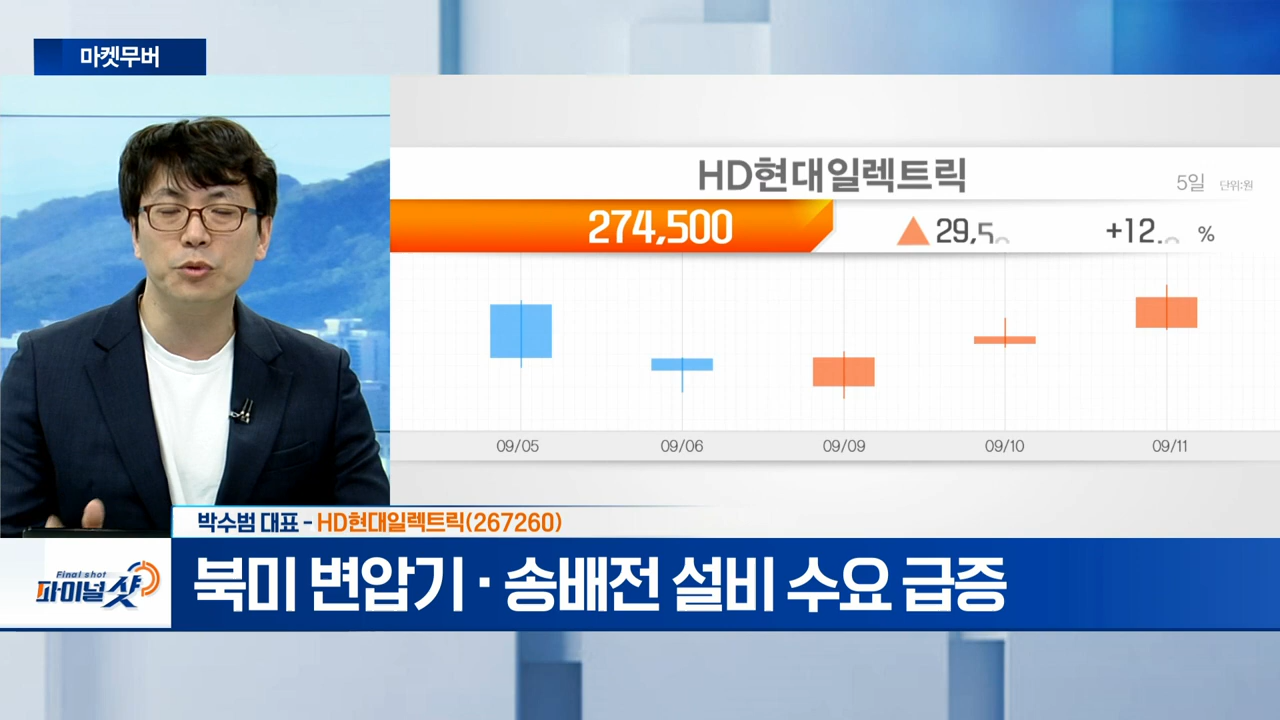 마켓무버
HD현대일렉트릭
5일 단위:원
274,500
▲ 29,5
+12. %
09/05 09/06 09/09 09/10 09/11
박수범 대표 - HD현대일렉트릭(267260)
Final shot
파이널샷
북미 변압기·송배전 설비 수요 급증